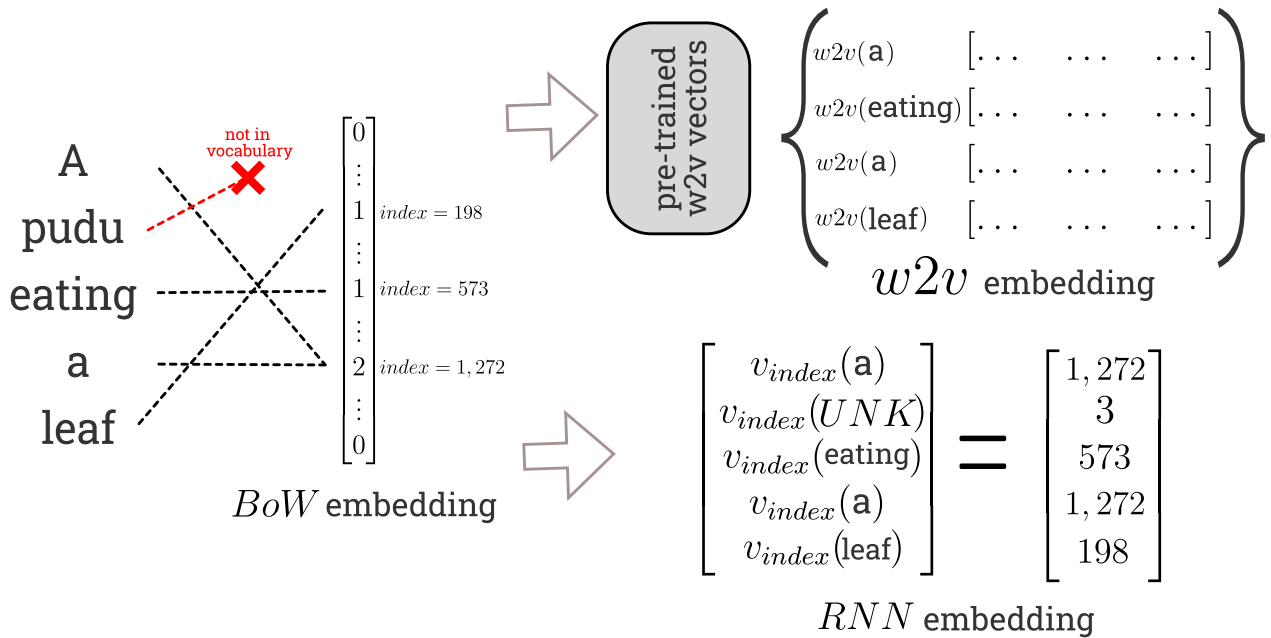 A
pudu
eating
a
leaf
not in
vocabulary
0
⋮
1 index = 198
⋮
1 index = 573
⋮
2 index = 1,272
⋮
0
BoW embedding
pre-trained
w2v vectors
w2v(a) [... ... ...]
w2v(eating) [... ... ...]
w2v(a) [... ... ...]
w2v(leaf) [... ... ...]
w2v embedding
v_index(a)
v_index(UNK)
v_index(eating)
v_index(a)
v_index(leaf)
=
1,272
3
573
1,272
198
RNN embedding